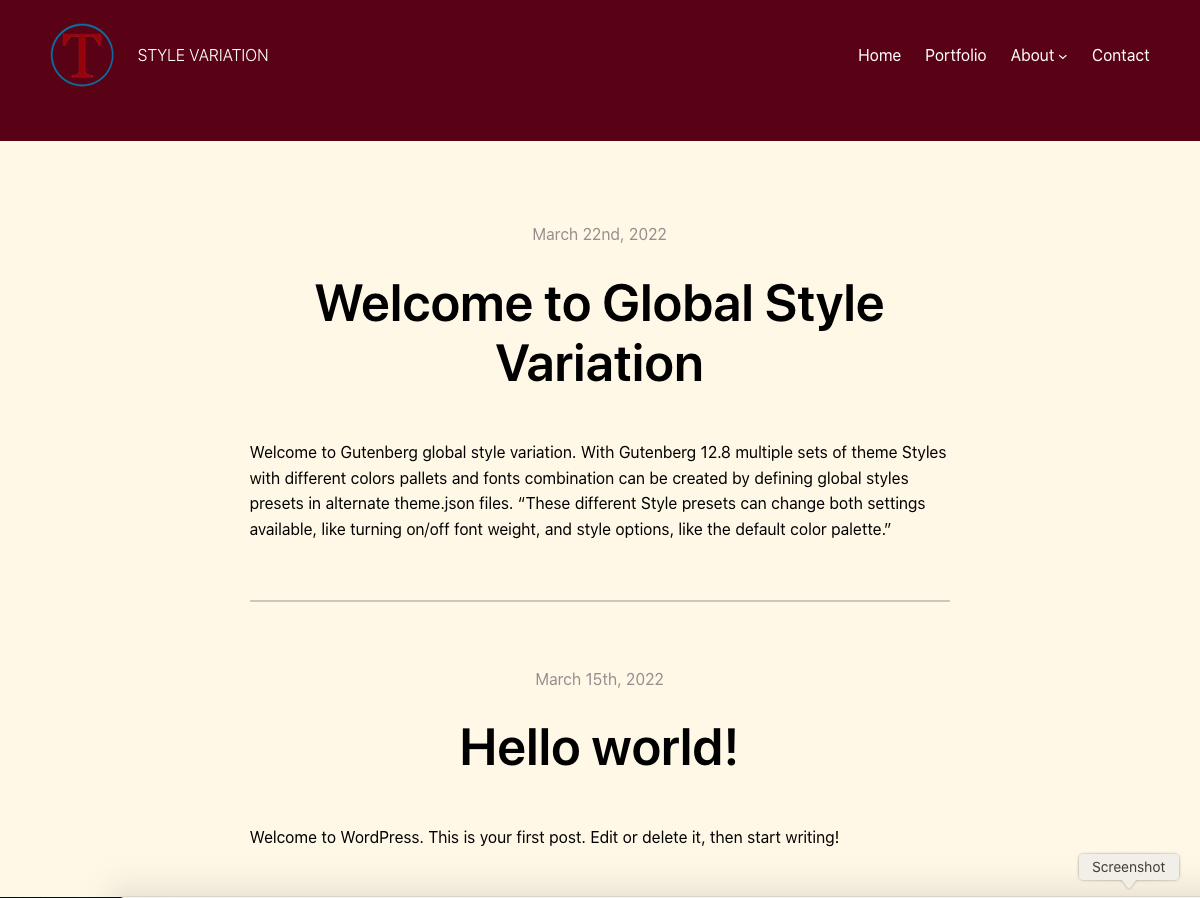 T
STYLE VARIATION
Home Portfolio About Contact
March 22nd, 2022
Welcome to Global Style
Variation
Welcome to Gutenberg global style variation. With Gutenberg 12.8 multiple sets of theme Styles
with different colors pallets and fonts combination can be created by defining global styles
presets in alternate theme.json files. “These different Style presets can change both settings
available, like turning on/off font weight, and style options, like the default color palette.”
March 15th, 2022
Hello world!
Welcome to WordPress. This is your first post. Edit or delete it, then start writing!
Screenshot